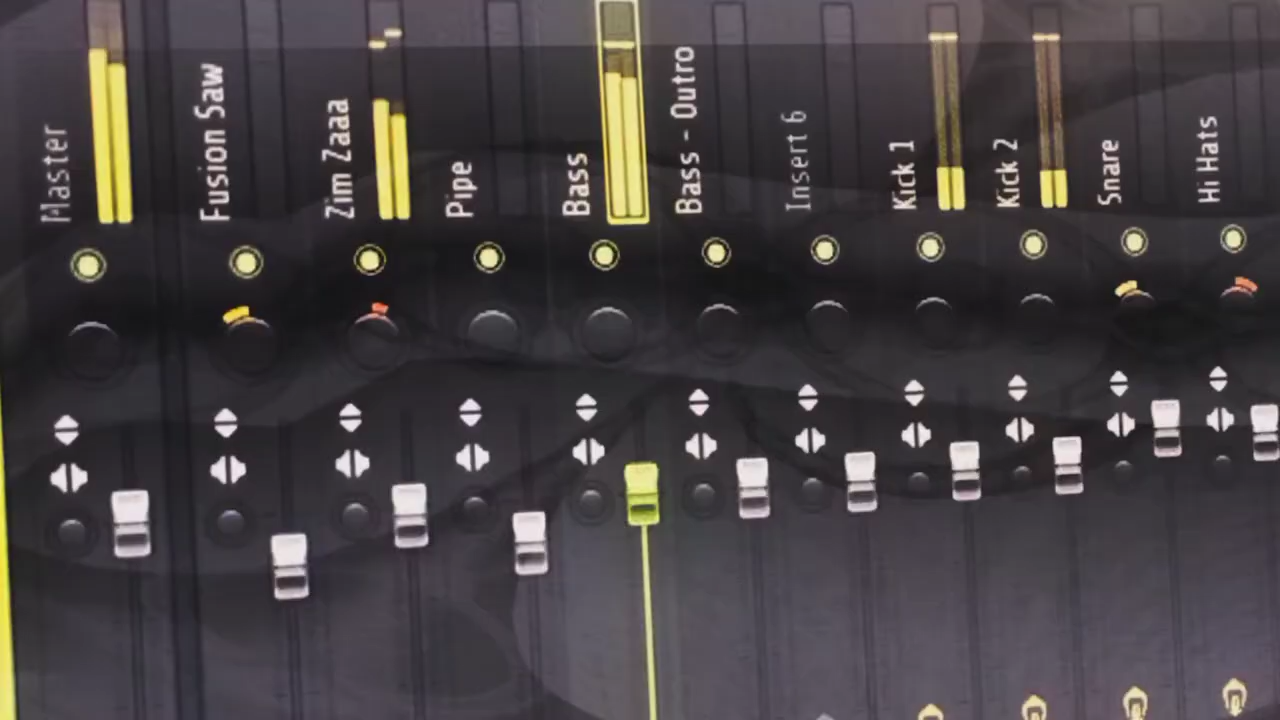 Master
Fusion Saw
Zim Zaaa
Pipe
Bass
Bass - Outro
Insert 6
Kick 1
Kick 2
Snare
Hi Hats